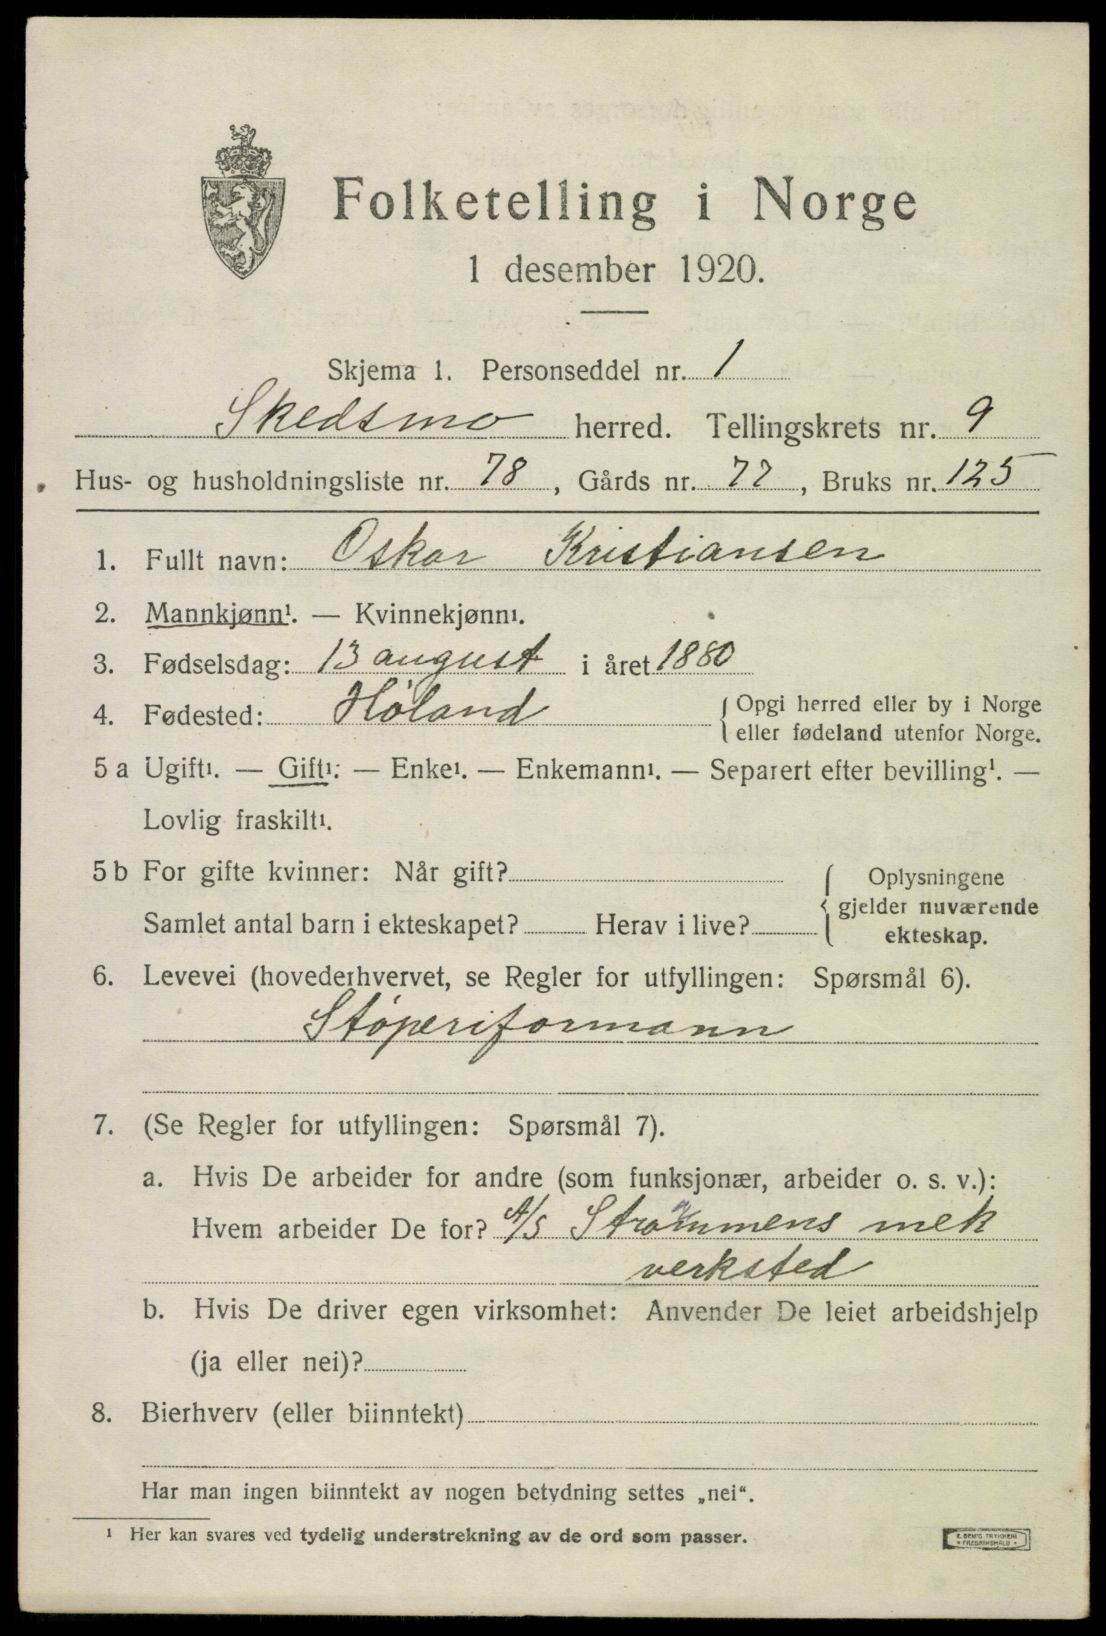 Folketelling i Norge
1 desember 1920.
Skjema 1. Personseddel nr. 1
Skedsmo herred. Tellingskrets nr. 9
Hus- og husholdningsliste nr. 78, Gårds nr. 77, Bruks nr. 125
1. Fullt navn: Oskar Kristiansen
2. Mannkjønn¹. — Kvinnekjønn¹.
3. Fødselsdag: 13 august i året 1880
4. Fødested: Høland { Opgi herred eller by i Norge
eller fødeland utenfor Norge.
5 a Ugift¹. — Gift¹. — Enke¹. — Enkemann¹. — Separert efter bevilling¹. —
Lovlig fraskilt¹.
5 b For gifte kvinner: Når gift?
Samlet antal barn i ekteskapet? Herav i live?
{ Oplysningene
gjelder nuværende
ekteskap.
6. Levevei (hovederhvervet, se Regler for utfyllingen: Spørsmål 6).
Støperiformann
7. (Se Regler for utfyllingen: Spørsmål 7).
a. Hvis De arbeider for andre (som funksjonær, arbeider o. s. v.):
Hvem arbeider De for? A/S Strømmens mek
verksted
b. Hvis De driver egen virksomhet: Anvender De leiet arbeidshjelp
(ja eller nei)?
8. Bierhverv (eller biinntekt)
Har man ingen biinntekt av nogen betydning settes „nei“.
¹ Her kan svares ved tydelig understrekning av de ord som passer.